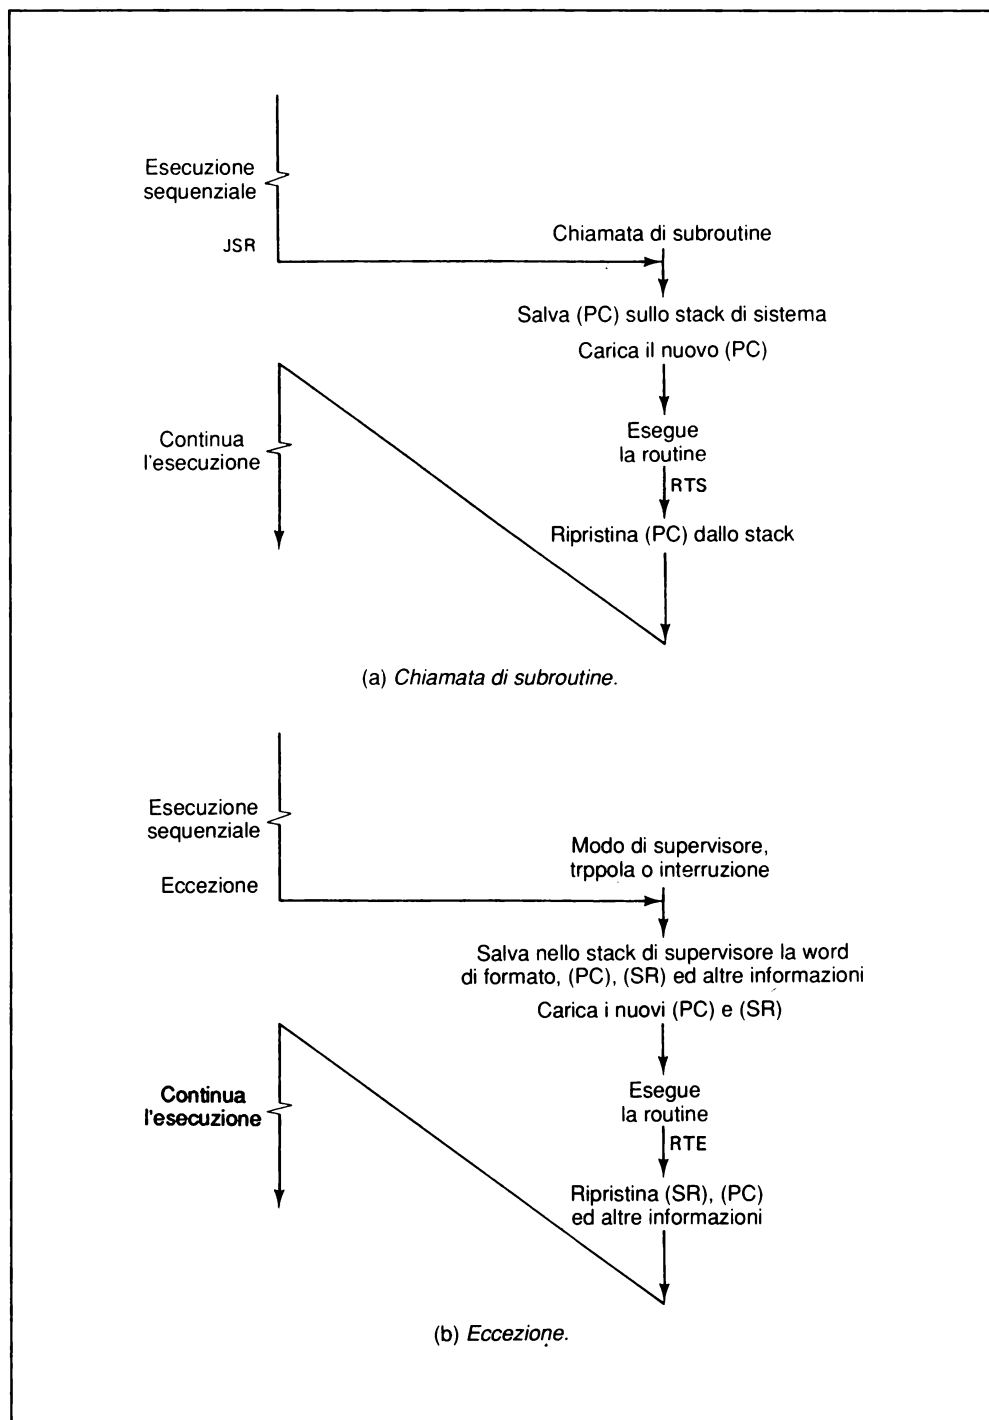 Esecuzione
sequenziale
JSR
Chiamata di subroutine
Salva (PC) sullo stack di sistema
Carica il nuovo (PC)
Esegue
la routine
RTS
Ripristina (PC) dallo stack
Continua
l'esecuzione
(a) Chiamata di subroutine.
Esecuzione
sequenziale
Eccezione
Modo di supervisore,
trppola o interruzione
Salva nello stack di supervisore la word
di formato, (PC), (SR) ed altre informazioni
Carica i nuovi (PC) e (SR)
Esegue
la routine
RTE
Ripristina (SR), (PC)
ed altre informazioni
Continua
l'esecuzione
(b) Eccezione.